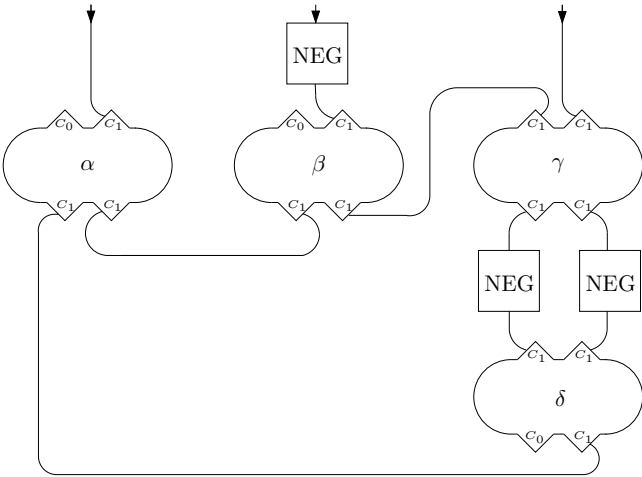 NEG
C₀ C₁ C₀ C₁ C₁ C₁
α β γ
C₁ C₁ C₁ C₁ C₁ C₁
NEG NEG
C₁ C₁
δ
C₀ C₁